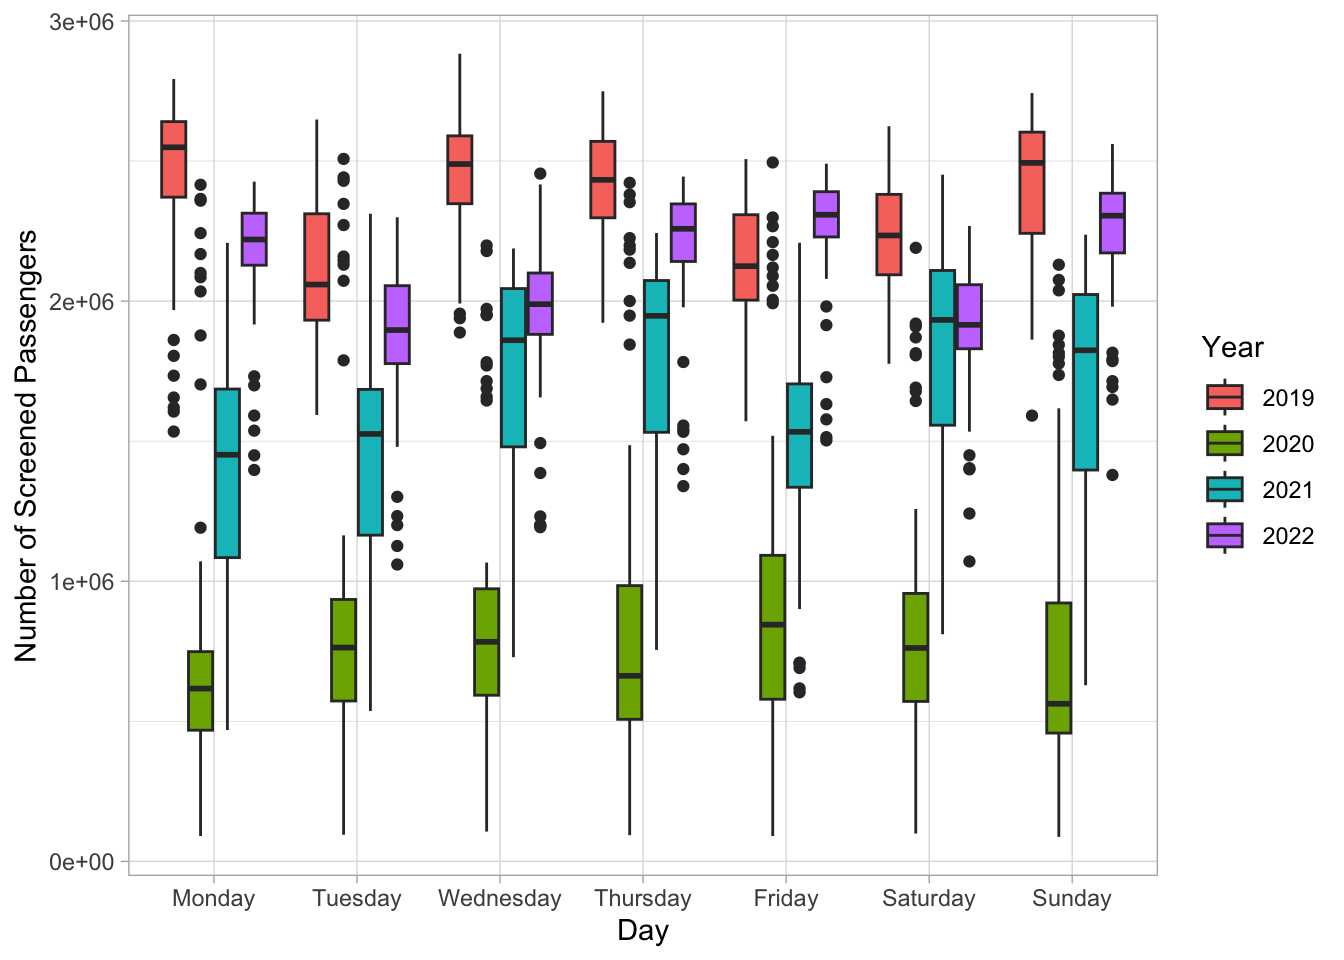 Number of Screened Passengers
3e+06
2e+06
1e+06
0e+00
Monday
Tuesday
Wednesday
Thursday
Friday
Saturday
Sunday
Day
Year
2019
2020
2021
2022